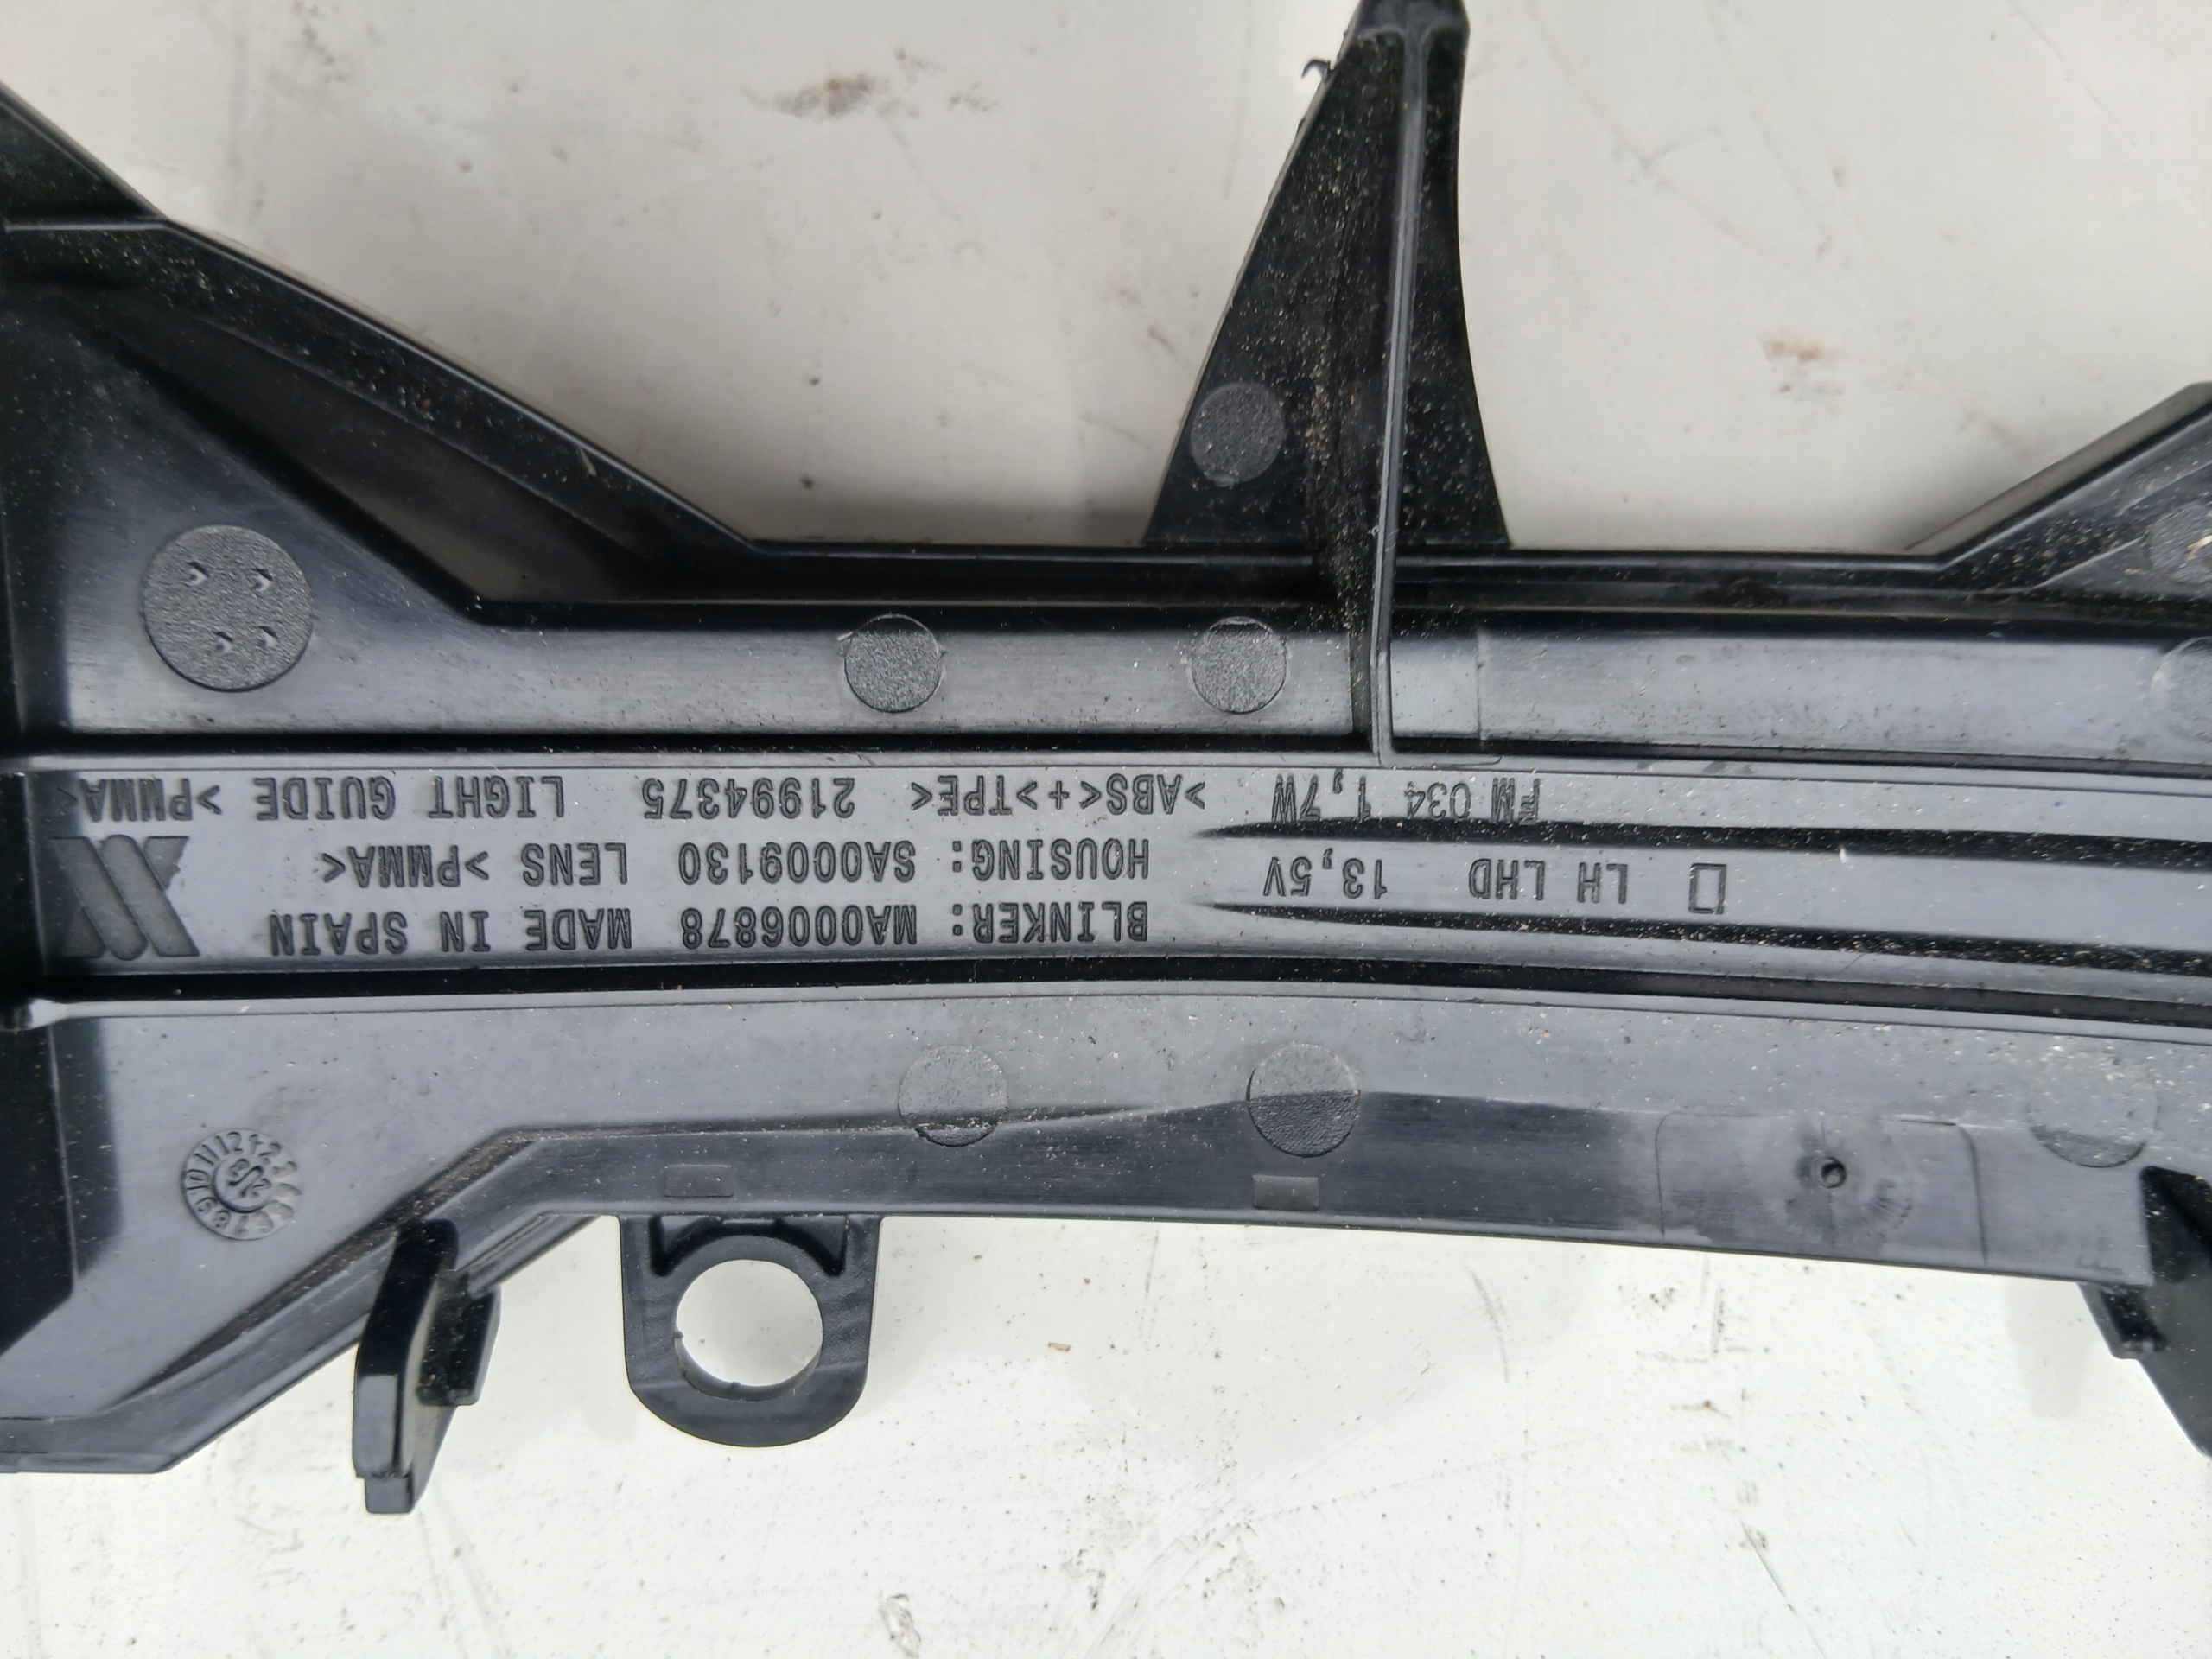 BLINKER: MA0006878 MADE IN SPAIN
□ LH LHD 13,5V HOUSING: SA0009130 LENS >PMMA<
FM 034 1,7W >ABS<+>TPE< 21994375 LIGHT GUIDE >PMMA<